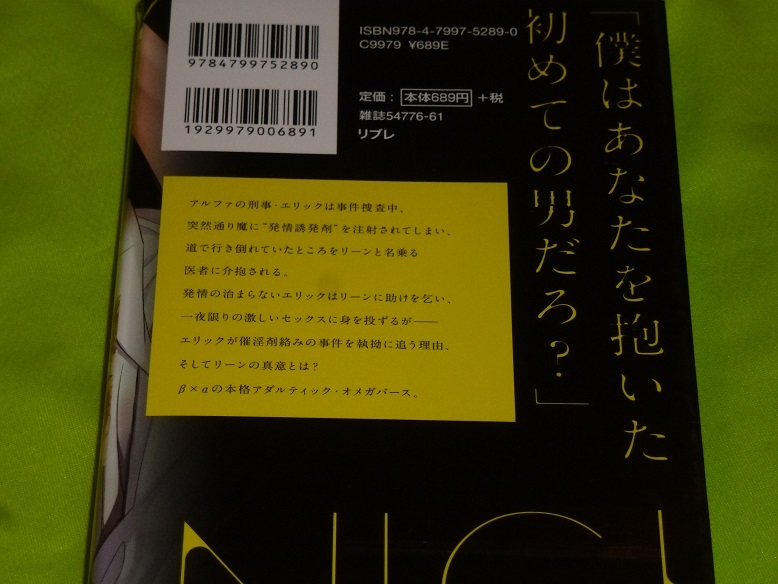 「僕はあなたを抱いた
初めての男だろ？」
ISBN978-4-7997-5289-0
C9979 ¥689E
9784799752890
定価：本体689円 +税
雑誌54776-61
リブレ
1929979006891
アルファの刑事・エリックは事件捜査中、
突然通り魔に“発情誘発剤”を注射されてしまい、
道で行き倒れていたところをリーンと名乗る
医者に介抱される。
発情の治まらないエリックはリーンに助けを乞い、
一夜限りの激しいセックスに身を投ずるが――
エリックが催淫剤絡みの事件を執拗に追う理由、
そしてリーンの真意とは？
β×αの本格アダルティック・オメガバース。